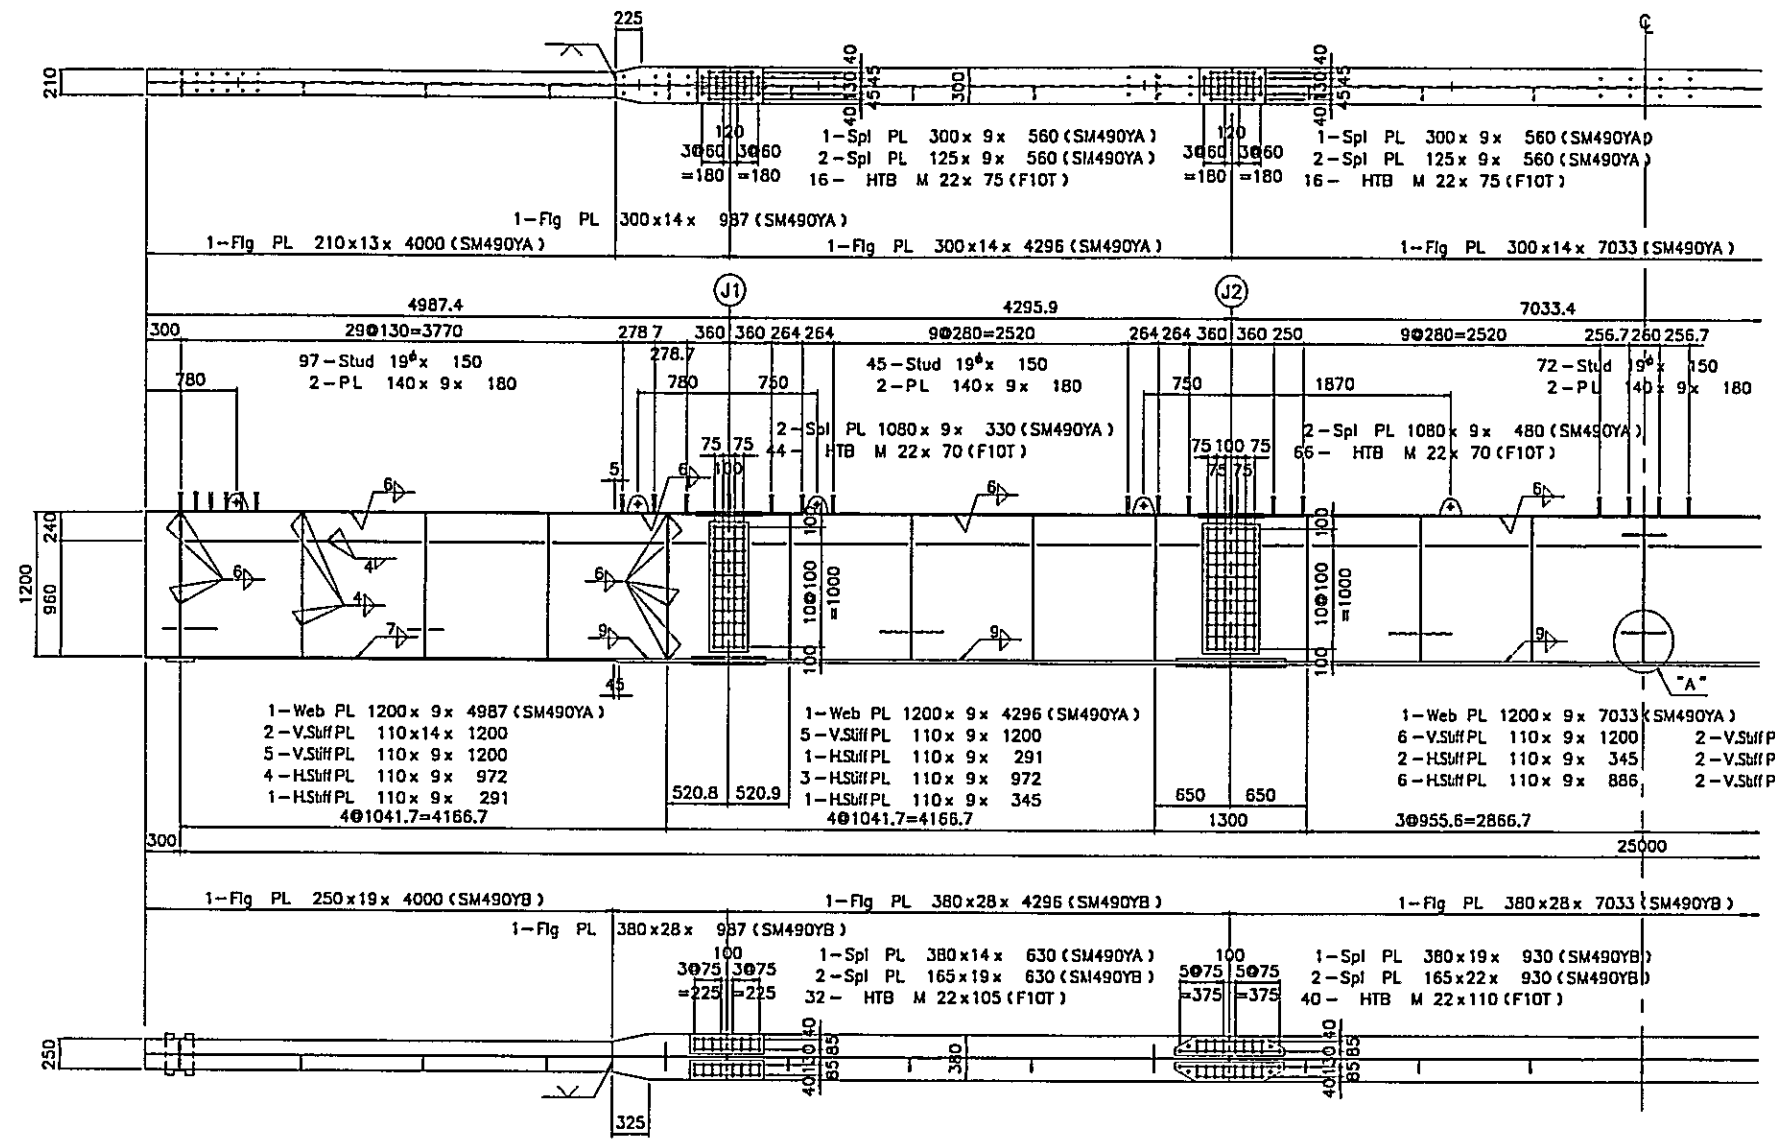 225
℄
210
40 130 40
45 45
300
40 130 40
45 45
120
3@60 3@60
=180 =180
1-Spl PL 300x 9x 560 (SM490YA)
2-Spl PL 125x 9x 560 (SM490YA)
16- HTB M 22x 75 (F10T)
120
3@60 3@60
=180 =180
1-Spl PL 300x 9x 560 (SM490YA)
2-Spl PL 125x 9x 560 (SM490YA)
16- HTB M 22x 75 (F10T)
1-Flg PL 300x14x 987 (SM490YA)
1-Flg PL 210x13x 4000 (SM490YA)
1-Flg PL 300x14x 4296 (SM490YA)
1-Flg PL 300x14x 7033 (SM490YA)
J1
J2
4987.4
4295.9
7033.4
300 29@130=3770 278.7 360 360 264 264 9@280=2520 264 264 360 360 250 9@280=2520 256.7 260 256.7
278.7
97-Stud 19ᶲx 150
2-PL 140x 9x 180
45-Stud 19ᶲx 150
2-PL 140x 9x 180
72-Stud 19ᶲx 150
2-PL 140x 9x 180
780
780 750
750 1870
2-Spl PL 1080x 9x 330 (SM490YA)
44- HTB M 22x 70 (F10T)
2-Spl PL 1080x 9x 480 (SM490YA)
66- HTB M 22x 70 (F10T)
75 75
100
75 100 75
75 75
5
6
6
6
6
1200
240
960
100
10@100
=1000
100
100
10@100
=1000
100
4
6
4
6
7
9
9
9
45
"A"
1-Web PL 1200x 9x 4987 (SM490YA)
2-V.Stiff PL 110x14x 1200
5-V.Stiff PL 110x 9x 1200
4-H.Stiff PL 110x 9x 972
1-H.Stiff PL 110x 9x 291
1-Web PL 1200x 9x 4296 (SM490YA)
5-V.Stiff PL 110x 9x 1200
1-H.Stiff PL 110x 9x 291
3-H.Stiff PL 110x 9x 972
1-H.Stiff PL 110x 9x 345
1-Web PL 1200x 9x 7033 (SM490YA)
6-V.Stiff PL 110x 9x 1200 2-V.Stiff P
2-H.Stiff PL 110x 9x 345 2-V.Stiff P
6-H.Stiff PL 110x 9x 886 2-V.Stiff P
520.8 520.9
650 650
4@1041.7=4166.7
4@1041.7=4166.7
1300
3@955.6=2866.7
300
25000
1-Flg PL 250x19x 4000 (SM490YB)
1-Flg PL 380x28x 4296 (SM490YB)
1-Flg PL 380x28x 7033 (SM490YB)
1-Flg PL 380x28x 987 (SM490YB)
100
3@75 3@75
=225 =225
1-Spl PL 380x14x 630 (SM490YA)
2-Spl PL 165x19x 630 (SM490YB)
32- HTB M 22x105 (F10T)
100
5@75 5@75
=375 =375
1-Spl PL 380x19x 930 (SM490YB)
2-Spl PL 165x22x 930 (SM490YB)
40- HTB M 22x110 (F10T)
250
40 130 40
85 85
380
40 130 40
85 85
325